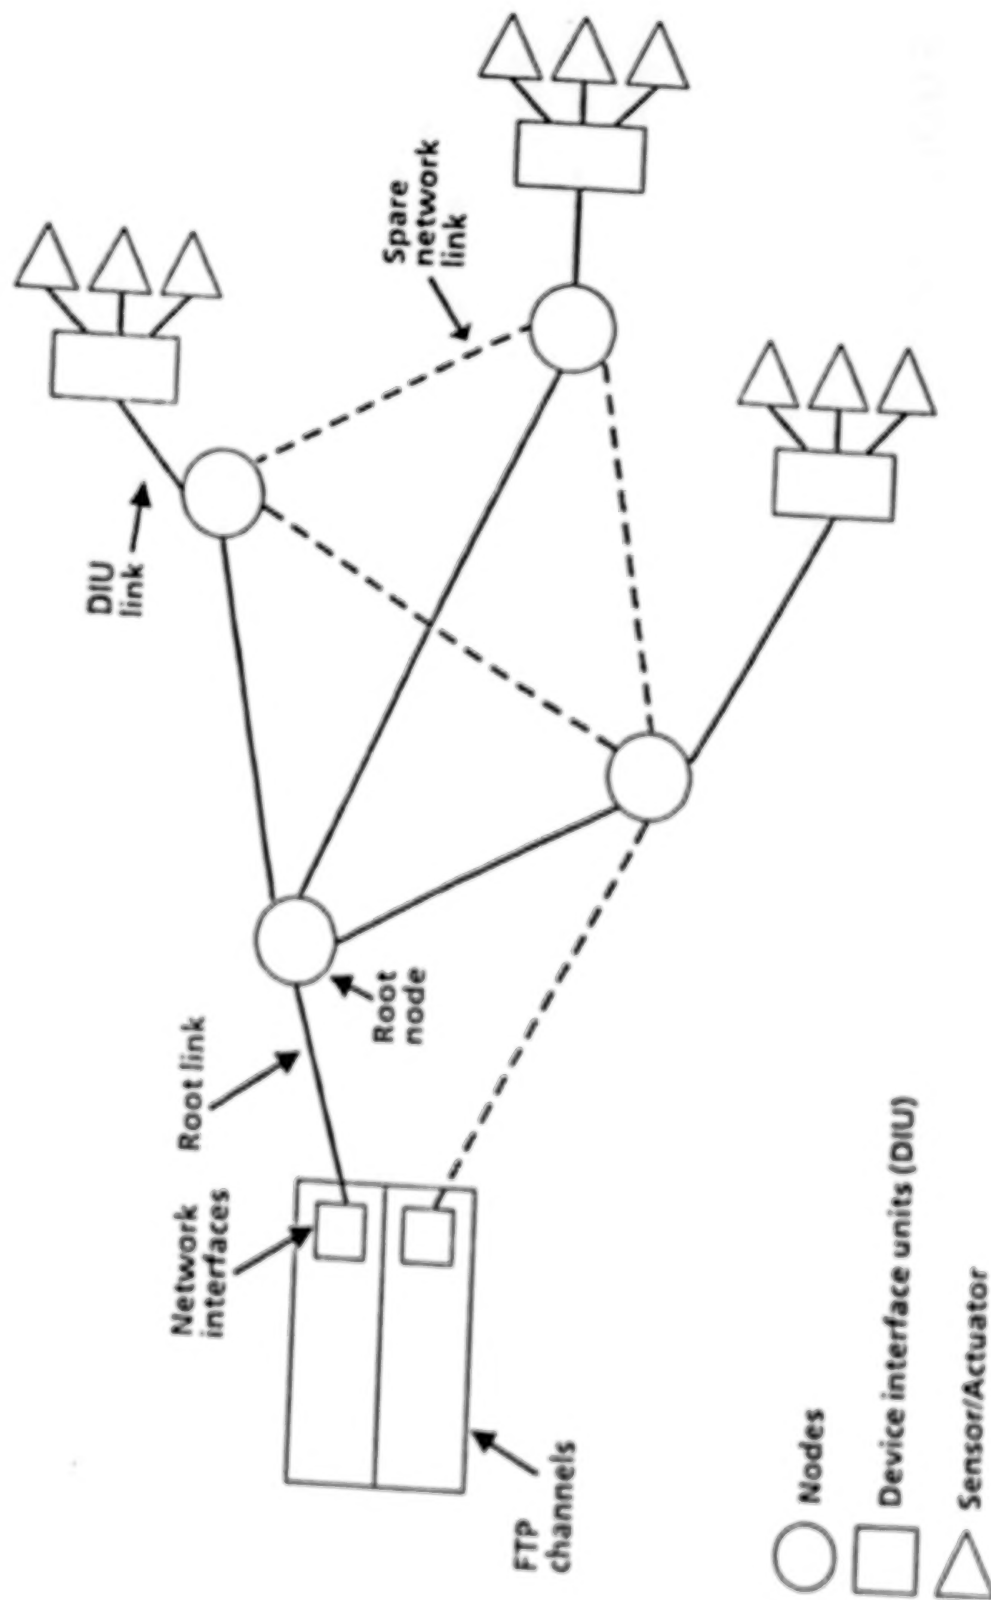 Network
interfaces
Root link
DIU
link
Spare
network
link
Root
node
FTP
channels
Nodes
Device interface units (DIU)
Sensor/Actuator